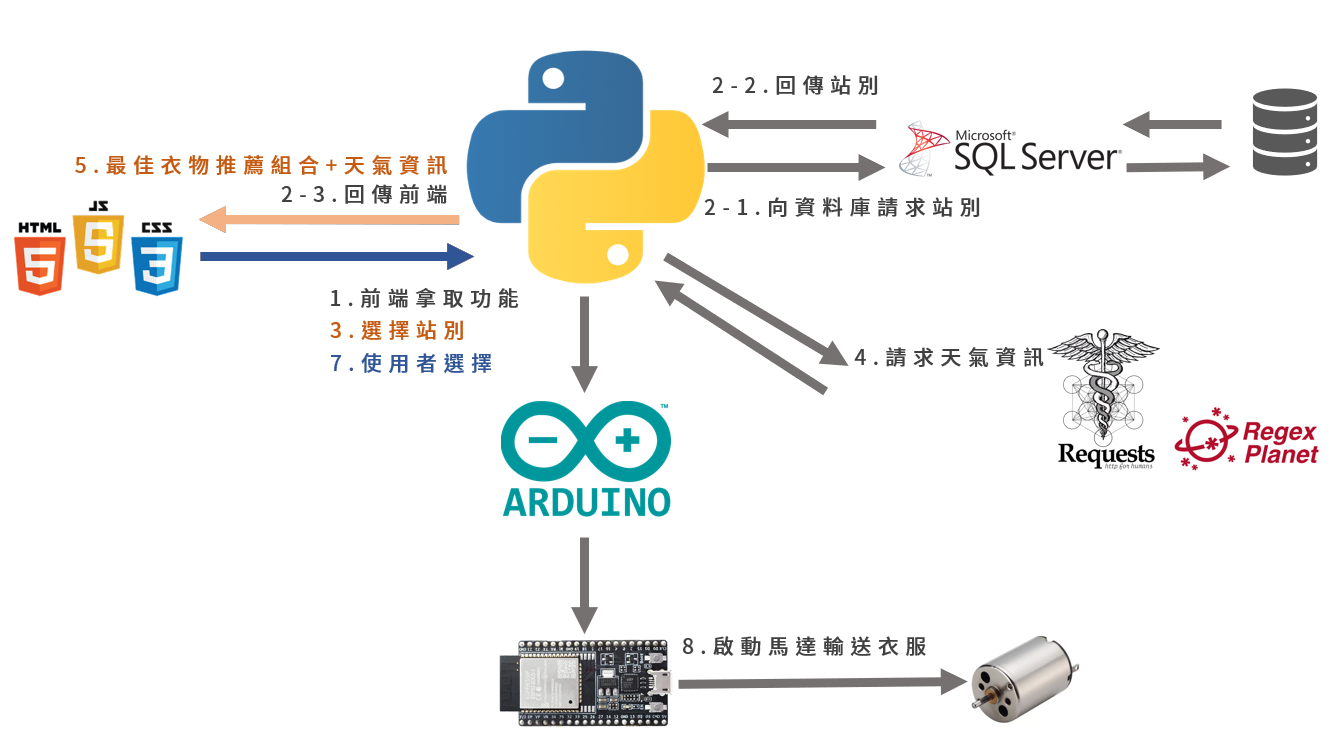 2-2.回傳站別
Microsoft®
SQL Server®
5.最佳衣物推薦組合+天氣資訊
2-3.回傳前端
2-1.向資料庫請求站別
HTML
JS
CSS
5
5
3
1.前端拿取功能
3.選擇站別
7.使用者選擇
4.請求天氣資訊
Requests
http for humans
Regex
Planet
ARDUINO
TM
8.啟動馬達輸送衣服